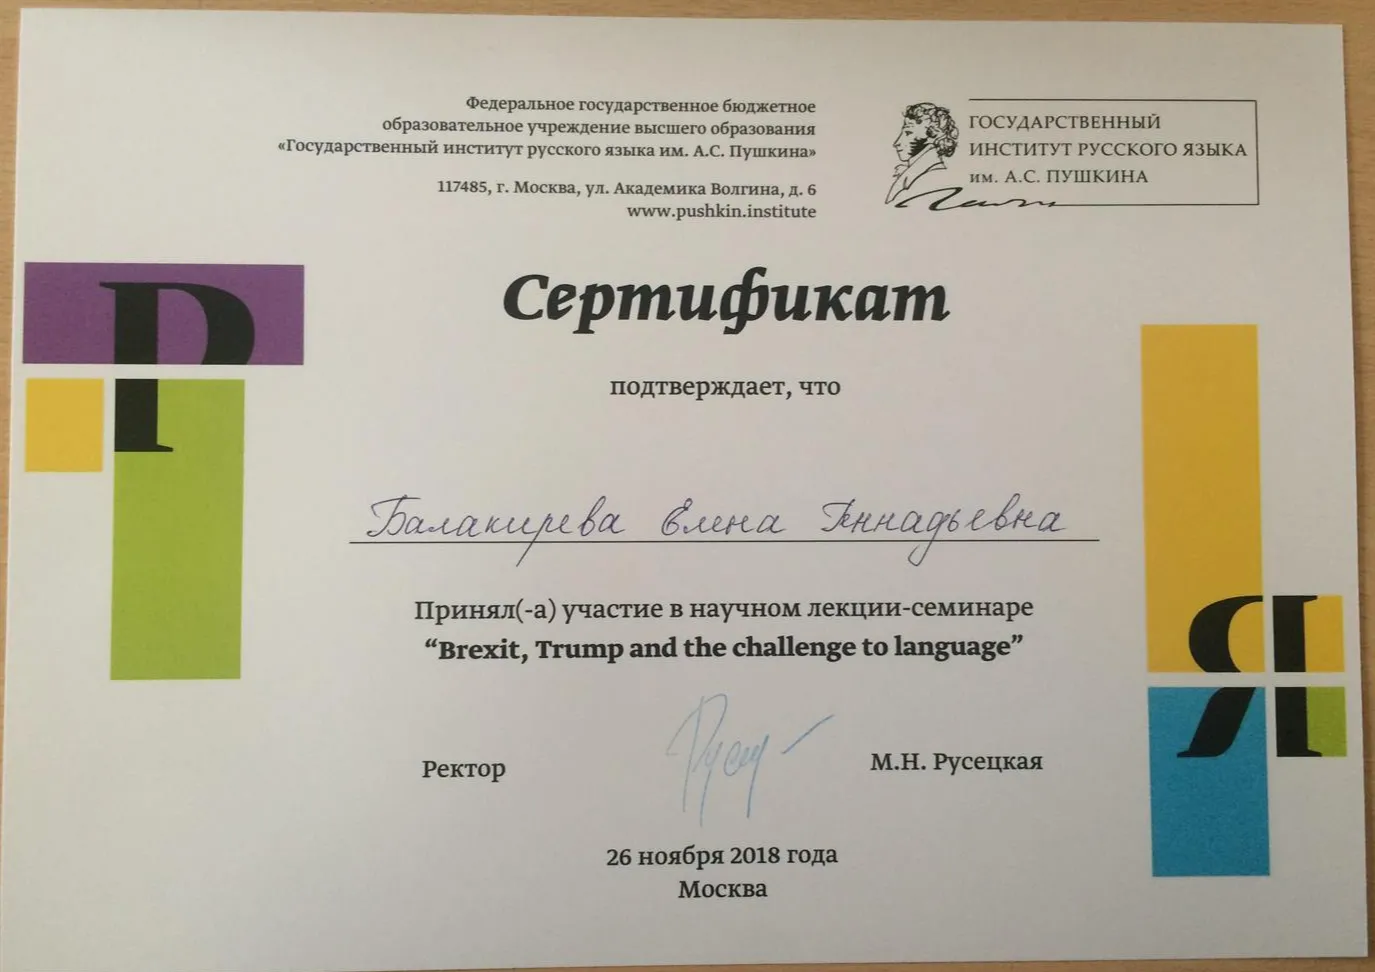 Федеральное государственное бюджетное
образовательное учреждение высшего образования
«Государственный институт русского языка им. А.С. Пушкина»
117485, г. Москва, ул. Академика Волгина, д. 6
www.pushkin.institute
ГОСУДАРСТВЕННЫЙ
ИНСТИТУТ РУССКОГО ЯЗЫКА
им. А.С. ПУШКИНА
Сертификат
подтверждает, что
Р
Балакирева Елена Геннадьевна
Принял(-а) участие в научном лекции-семинаре
“Brexit, Trump and the challenge to language”
Я
Ректор
М.Н. Русецкая
26 ноября 2018 года
Москва